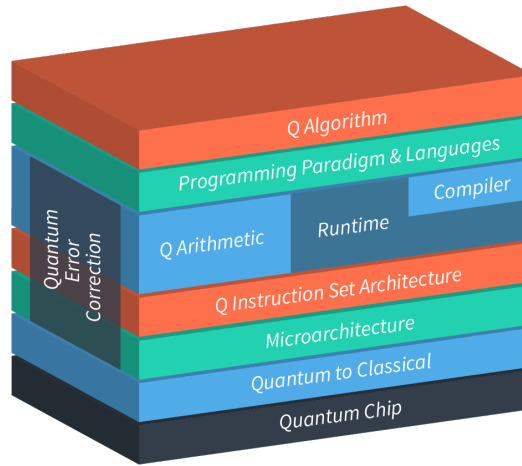 Q Algorithm
Programming Paradigm & Languages
Q Arithmetic
Runtime
Compiler
Quantum
Error
Correction
Q Instruction Set Architecture
Microarchitecture
Quantum to Classical
Quantum Chip